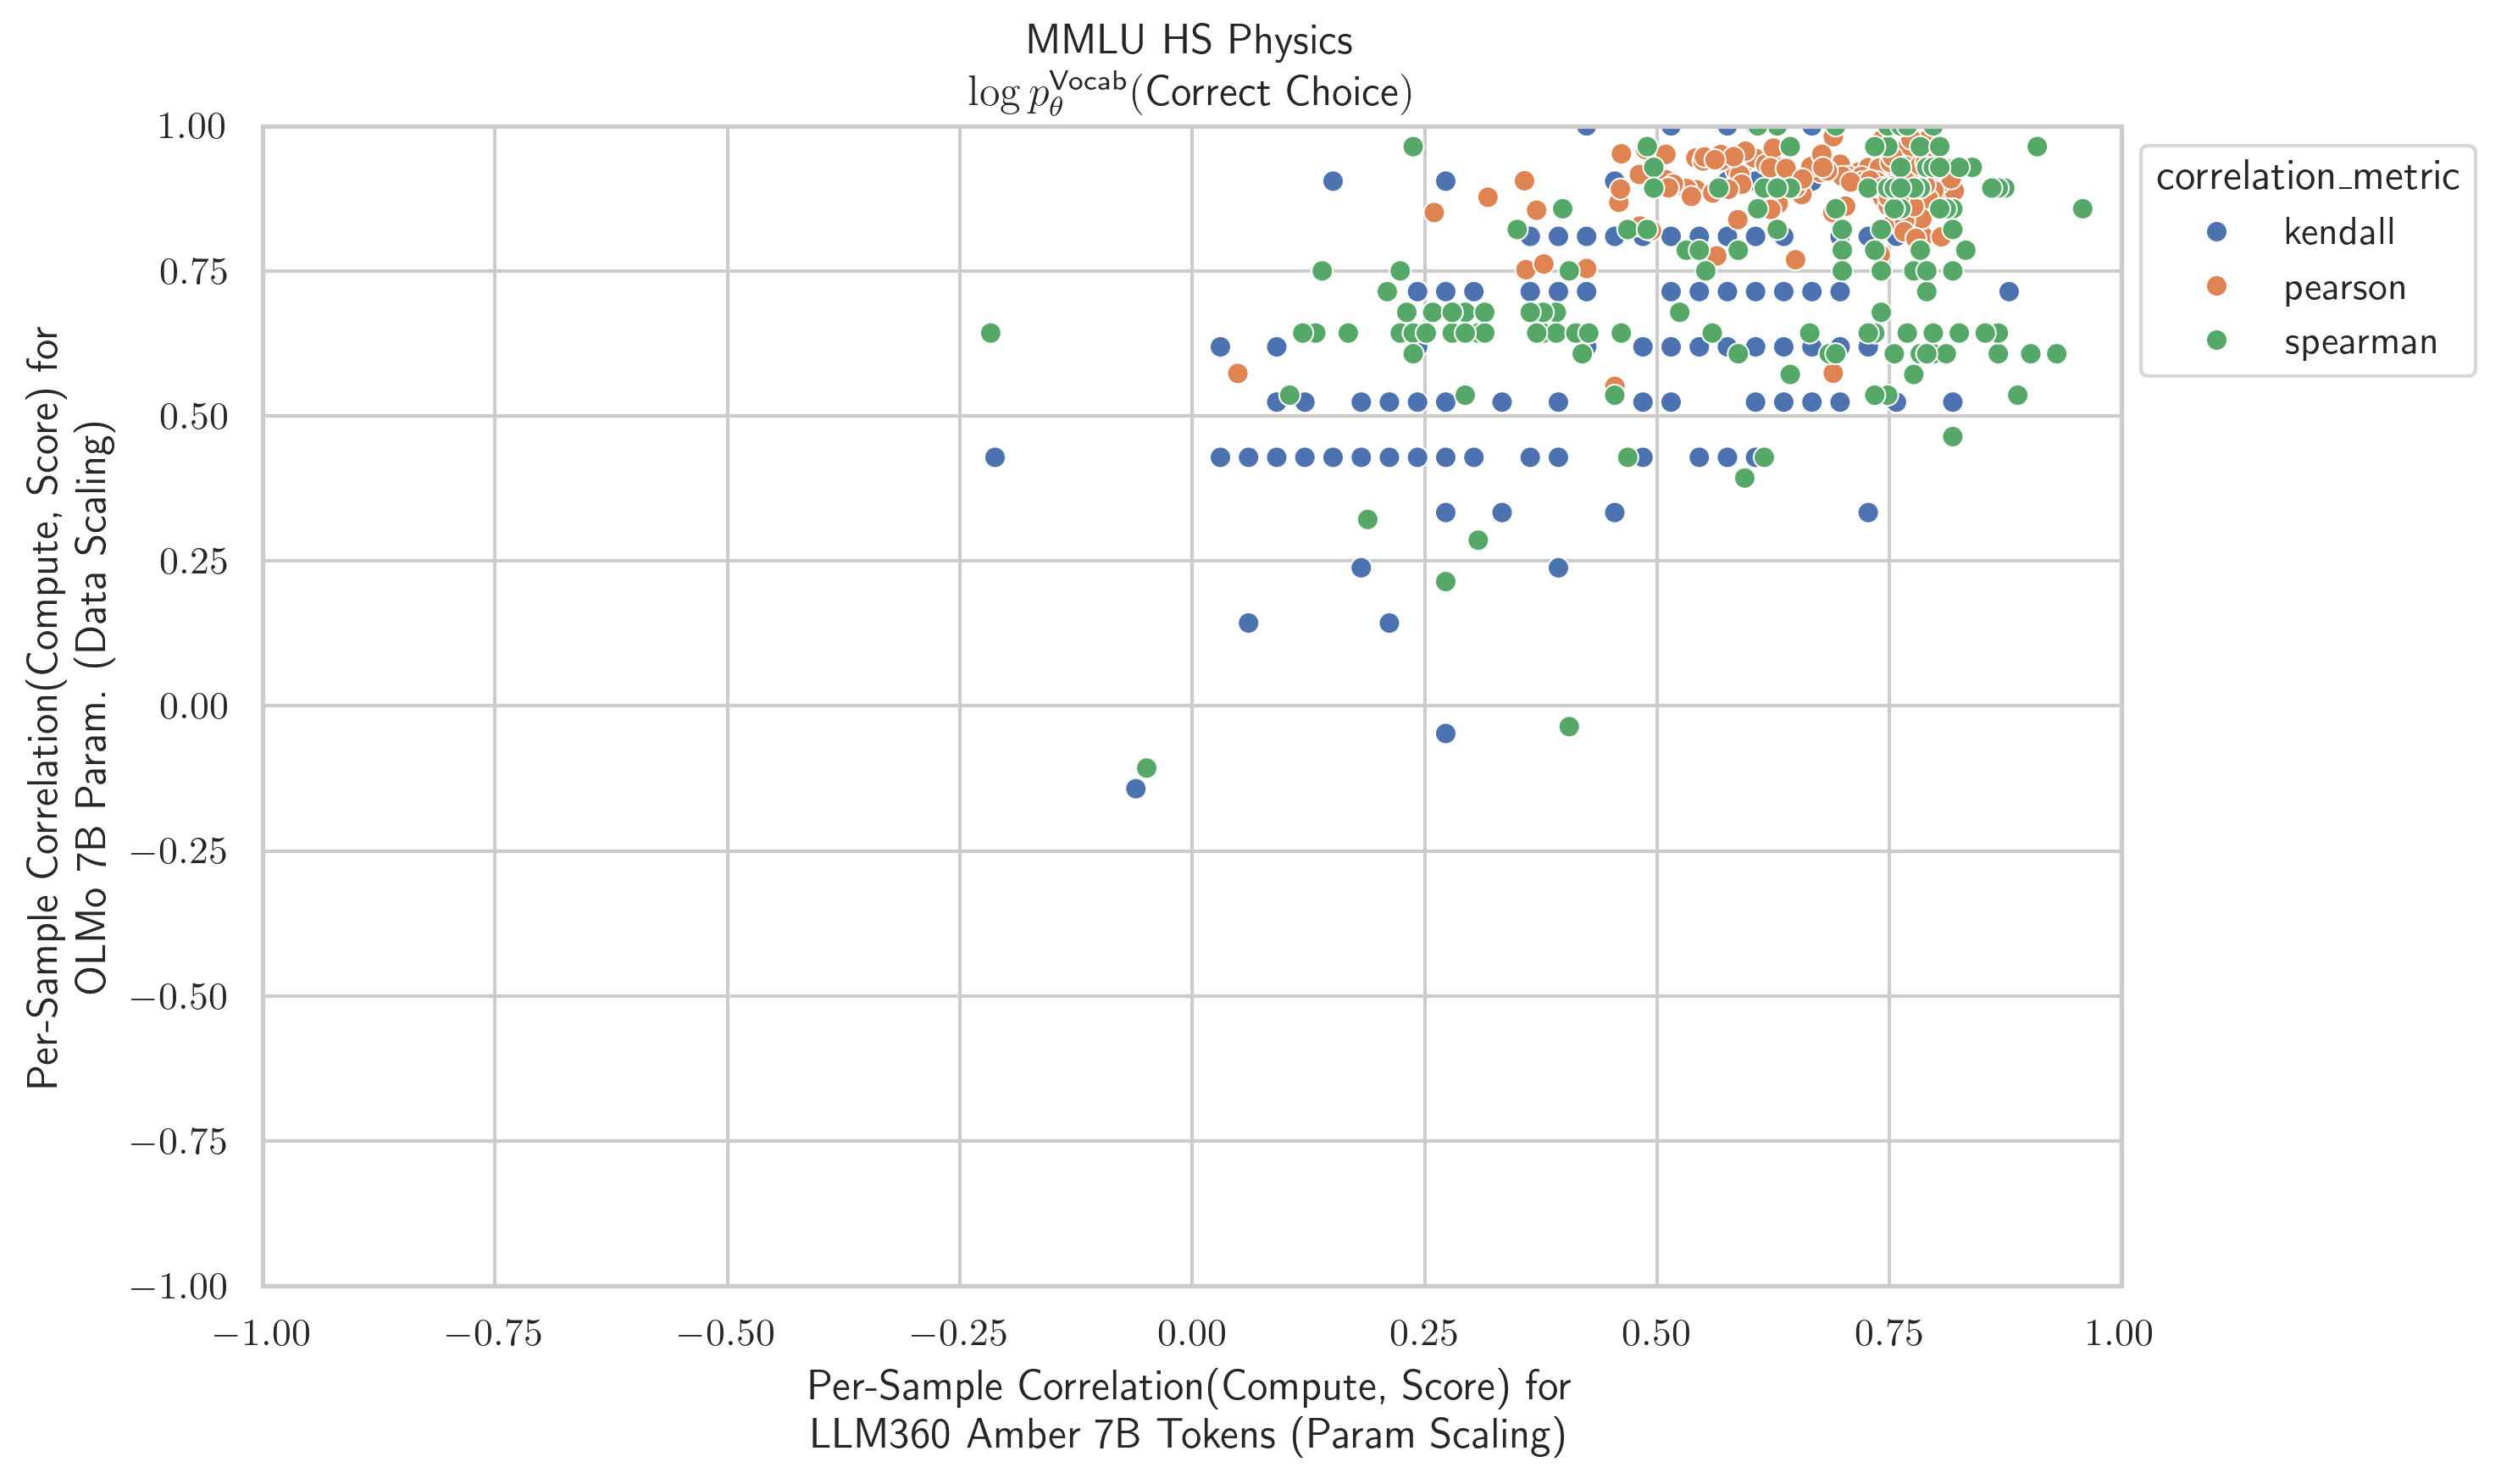 MMLU HS Physics
log p_θ^Vocab(Correct Choice)
Per-Sample Correlation(Compute, Score) for
OLMo 7B Param. (Data Scaling)
1.00
0.75
0.50
0.25
0.00
−0.25
−0.50
−0.75
−1.00
−1.00
−0.75
−0.50
−0.25
0.00
0.25
0.50
0.75
1.00
Per-Sample Correlation(Compute, Score) for
LLM360 Amber 7B Tokens (Param Scaling)
correlation_metric
kendall
pearson
spearman